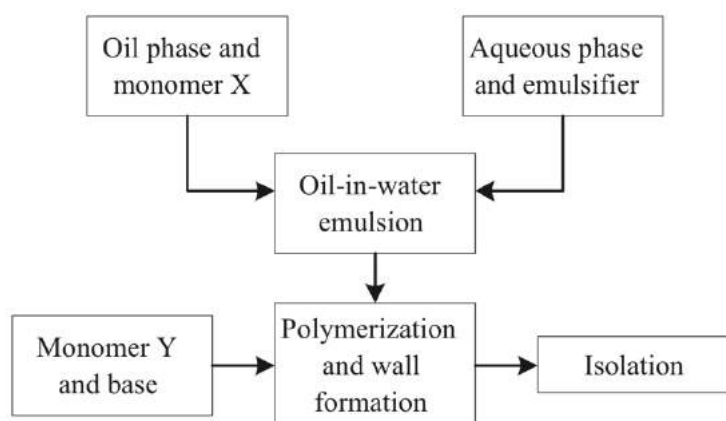 Oil phase and
monomer X
Aqueous phase
and emulsifier
Oil-in-water
emulsion
Monomer Y
and base
Polymerization
and wall
formation
Isolation